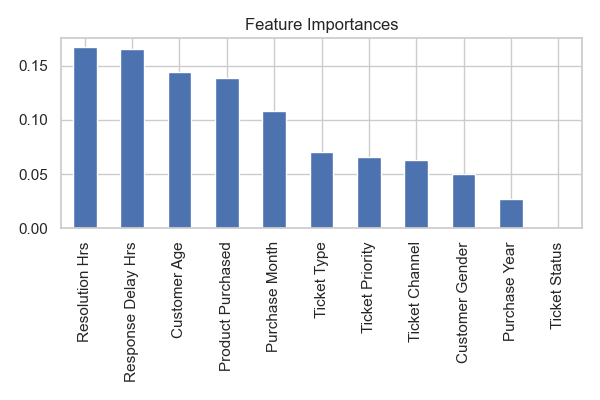 Feature Importances
0.15
0.10
0.05
0.00
Resolution Hrs
Response Delay Hrs
Customer Age
Product Purchased
Purchase Month
Ticket Type
Ticket Priority
Ticket Channel
Customer Gender
Purchase Year
Ticket Status